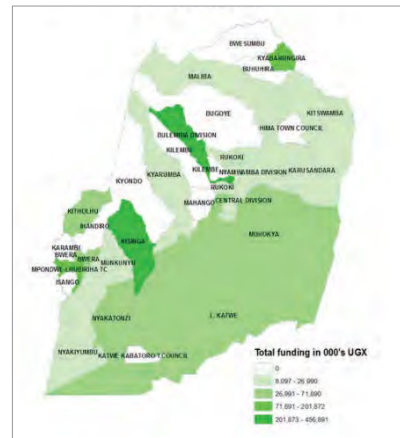 BWESUMBU
KYABARUNGIRA
BUHUHIRA
MALIBA
BUGOYE
KITSWAMBA
HIMA TOWN COUNCIL
BULEMBIA DIVISION
KILEMBE
RUKOKI
KYARUMBA
KILEMBE
NYAMWAMBA DIVISION
KARUSANDARA
KYONDO
RUKOKI
MAHANGO
CENTRAL DIVISION
KITHOLHU
IHANDIRO
KISINGA
MUHOKYA
KARAMBI
BWERA
BWERA
MUNKUNYU
MPONDWE-LHUBIRIHA TC
ISANGO
NYAKATONZI
L. KATWE
NYAKIYUMBU
KATWE KABATORO T.COUNCIL
Total funding in 000's UGX
0
8,097 - 26,990
26,991 - 71,690
71,691 - 201,872
201,873 - 456,891